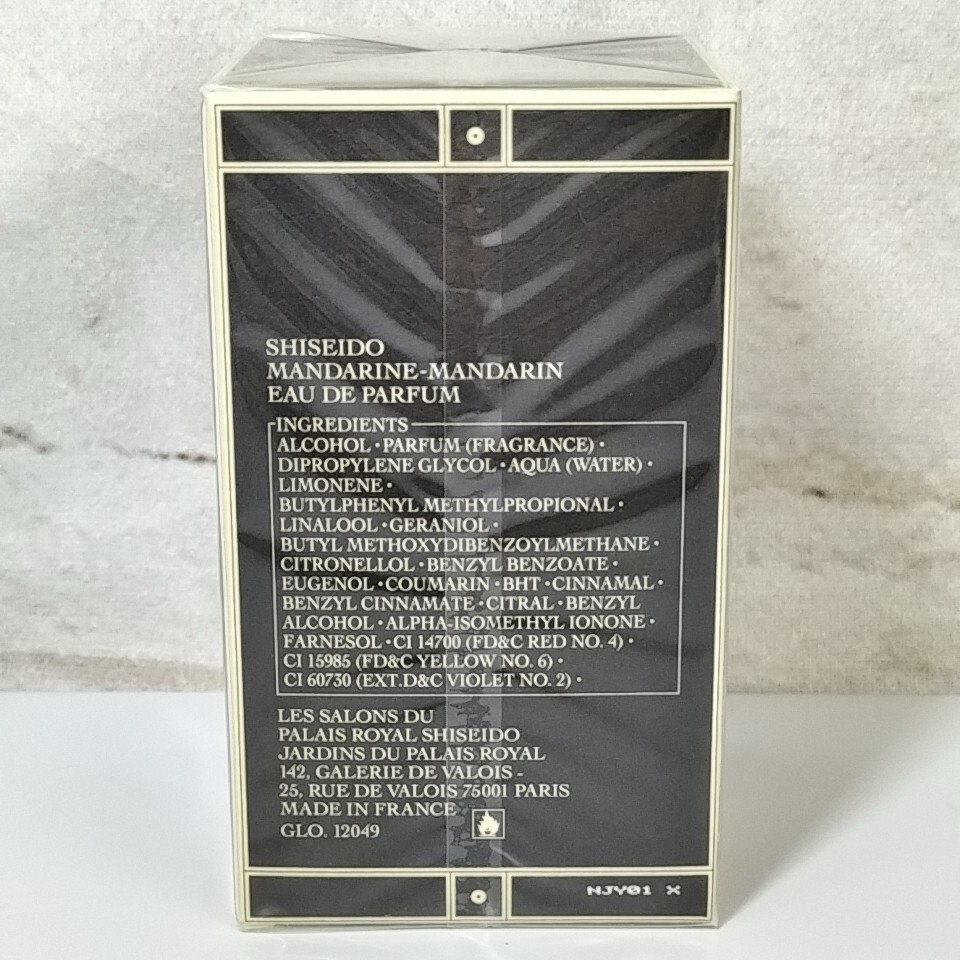 SHISEIDO
MANDARINE-MANDARIN
EAU DE PARFUM
INGREDIENTS
ALCOHOL • PARFUM (FRAGRANCE) •
DIPROPYLENE GLYCOL • AQUA (WATER) •
LIMONENE •
BUTYLPHENYL METHYLPROPIONAL •
LINALOOL • GERANIOL •
BUTYL METHOXYDIBENZOYLMETHANE •
CITRONELLOL • BENZYL BENZOATE •
EUGENOL • COUMARIN • BHT • CINNAMAL •
BENZYL CINNAMATE • CITRAL • BENZYL
ALCOHOL • ALPHA-ISOMETHYL IONONE •
FARNESOL • CI 14700 (FD&C RED NO. 4) •
CI 15985 (FD&C YELLOW NO. 6) •
CI 60730 (EXT.D&C VIOLET NO. 2) •
LES SALONS DU
PALAIS ROYAL SHISEIDO
JARDINS DU PALAIS ROYAL
142, GALERIE DE VALOIS -
25, RUE DE VALOIS 75001 PARIS
MADE IN FRANCE
GLO. 12049
NJY01 X